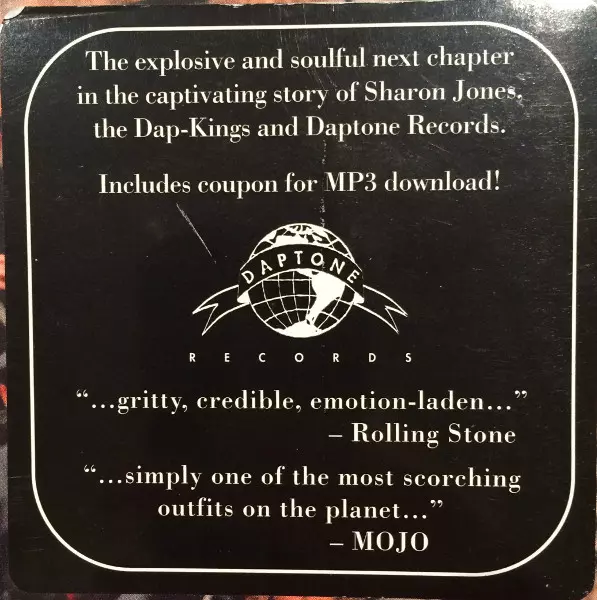 The explosive and soulful next chapter
in the captivating story of Sharon Jones,
the Dap-Kings and Daptone Records.
Includes coupon for MP3 download!
DAPTONE
RECORDS
“...gritty, credible, emotion-laden...”
– Rolling Stone
“...simply one of the most scorching
outfits on the planet...”
– MOJO